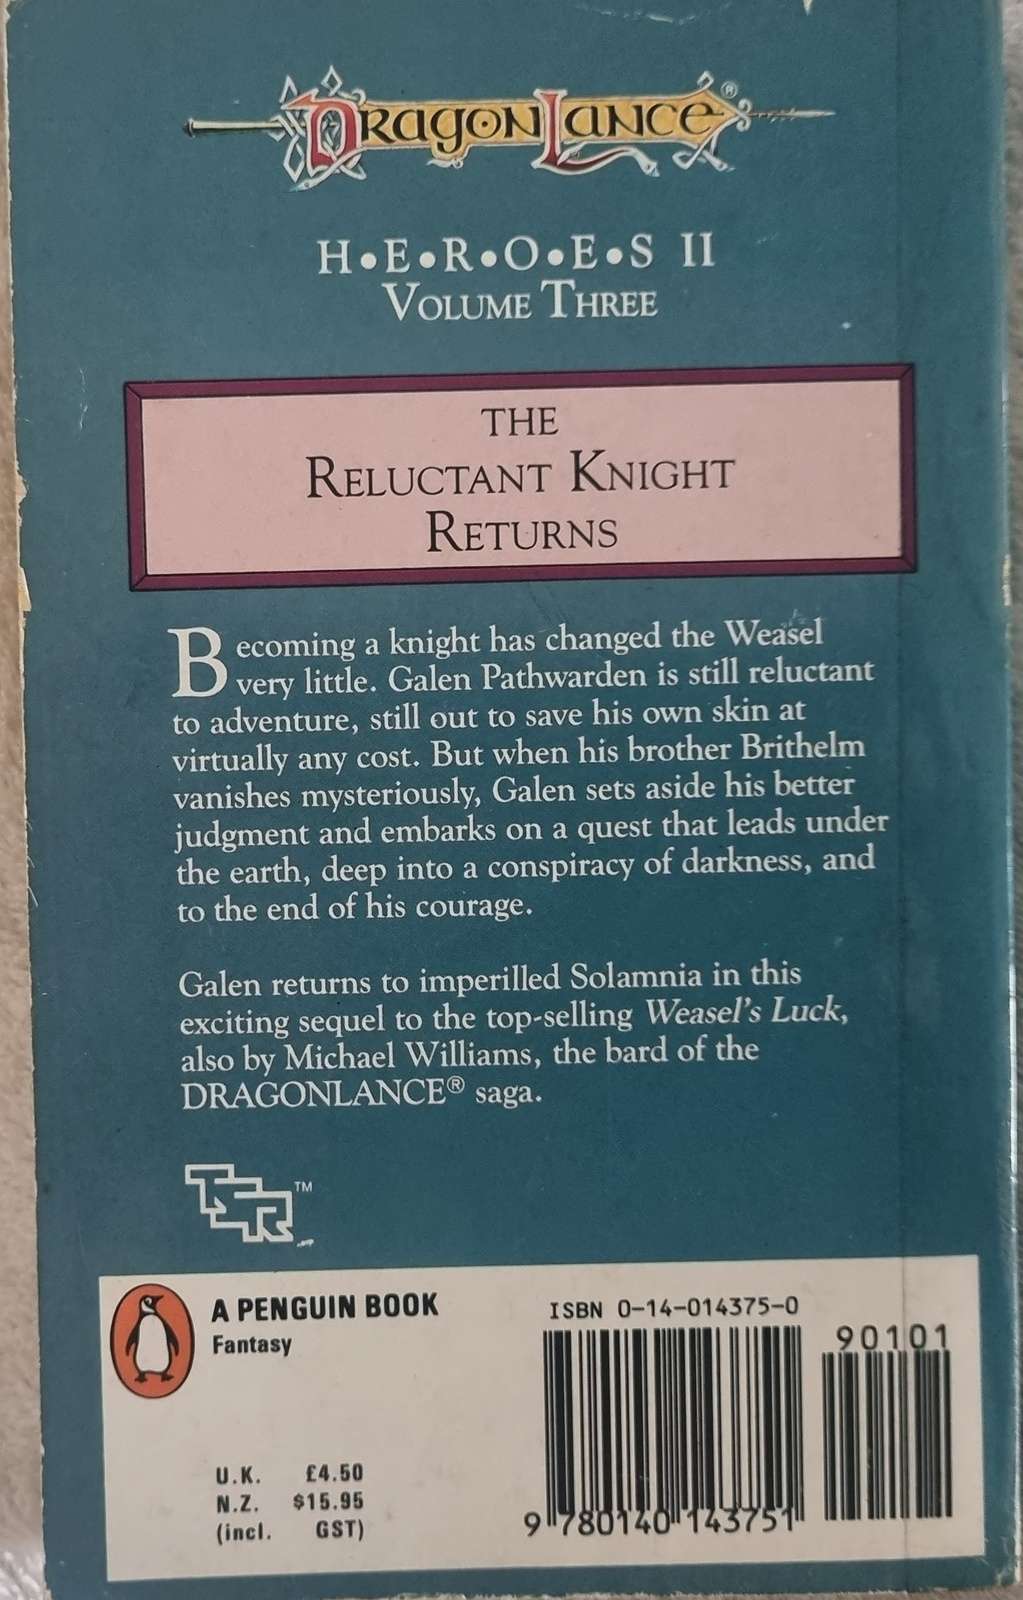 DRAGONLANCE®
H•E•R•O•E•S II
VOLUME THREE
THE
RELUCTANT KNIGHT
RETURNS
Becoming a knight has changed the Weasel
very little. Galen Pathwarden is still reluctant
to adventure, still out to save his own skin at
virtually any cost. But when his brother Brithelm
vanishes mysteriously, Galen sets aside his better
judgment and embarks on a quest that leads under
the earth, deep into a conspiracy of darkness, and
to the end of his courage.
Galen returns to imperilled Solamnia in this
exciting sequel to the top-selling Weasel's Luck,
also by Michael Williams, the bard of the
DRAGONLANCE® saga.
TSR™
A PENGUIN BOOK
Fantasy
ISBN 0-14-014375-0
90101
U.K. £4.50
N.Z. $15.95
(incl. GST)
9 780140 143751